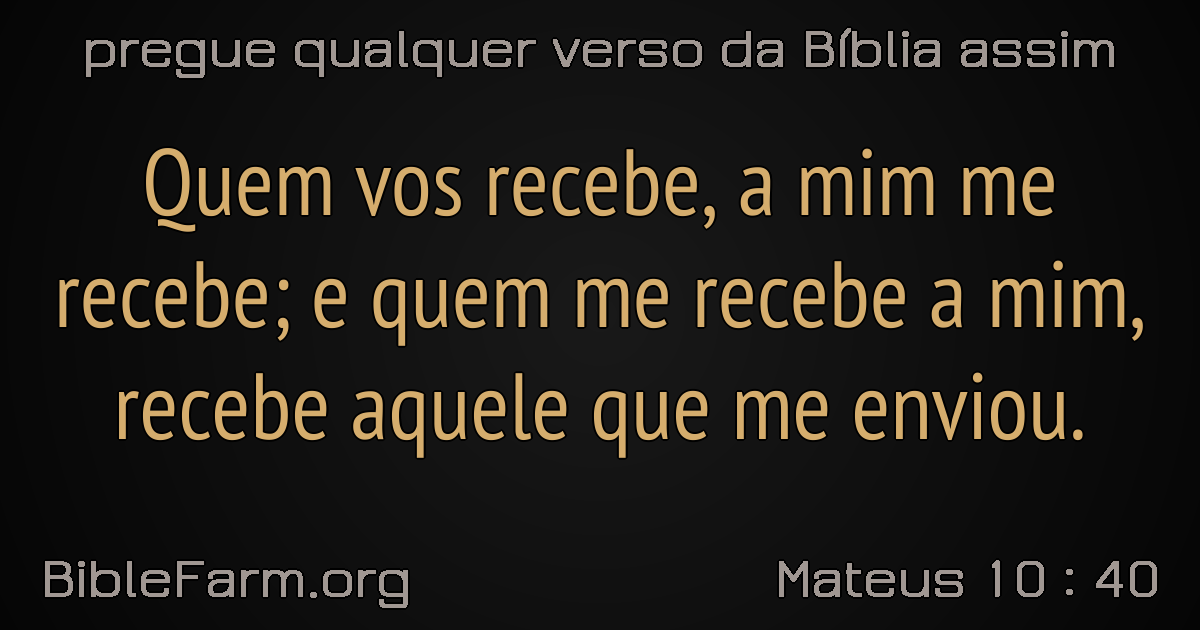 pregue qualquer verso da Bíblia assim
Quem vos recebe, a mim me
recebe; e quem me recebe a mim,
recebe aquele que me enviou.
BibleFarm.org
Mateus 10 : 40